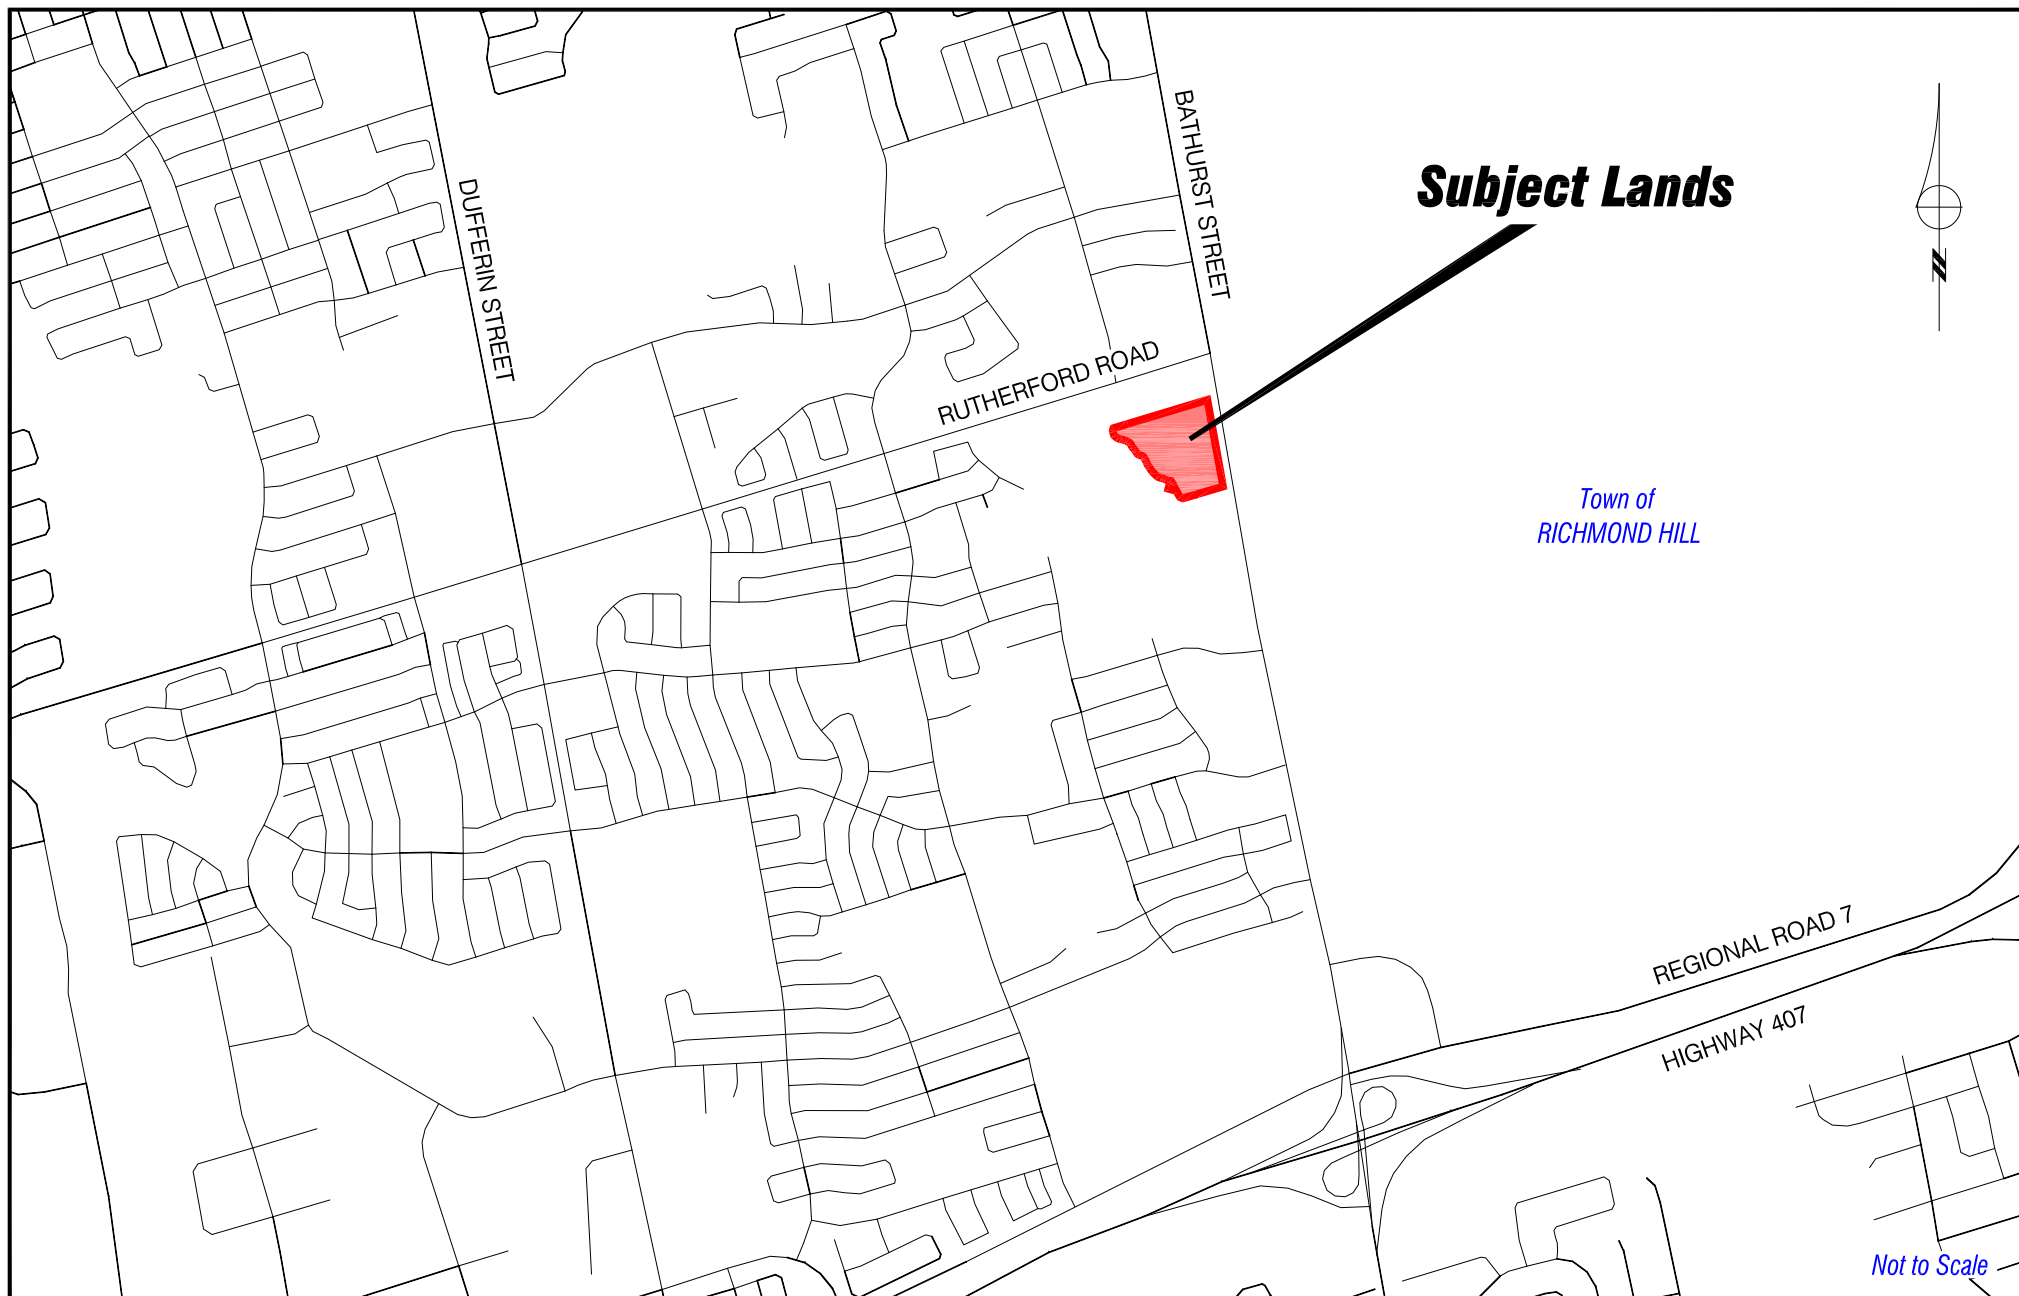 BATHURST STREET
Subject Lands
DUFFERIN STREET
N
RUTHERFORD ROAD
Town of
RICHMOND HILL
REGIONAL ROAD 7
HIGHWAY 407
Not to Scale